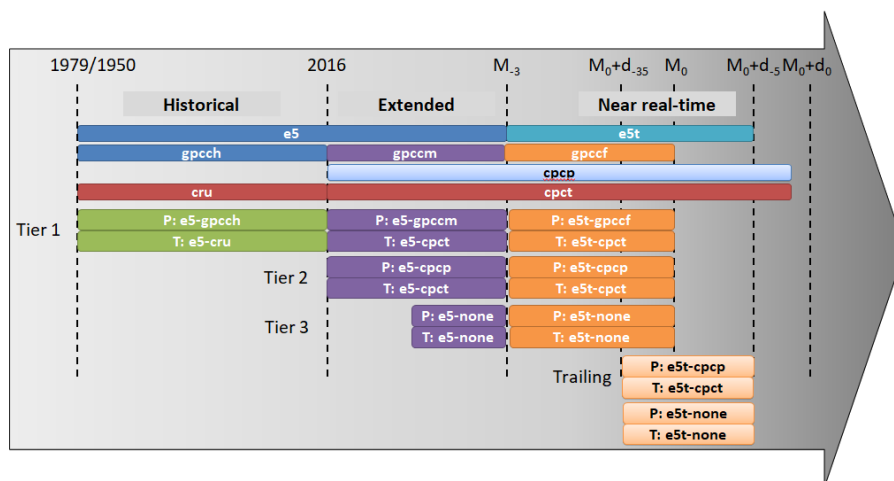 1979/1950 2016 M-3 M0+d-35 M0 M0+d-5 M0+d0
Historical Extended Near real-time
e5 e5t
gpcch gpccm gpccf
cpcp
cru cpct
Tier 1
P: e5-gpcch P: e5-gpccm P: e5t-gpccf
T: e5-cru T: e5-cpct T: e5t-cpct
Tier 2
P: e5-cpcp P: e5t-cpcp
T: e5-cpct T: e5t-cpct
Tier 3
P: e5-none P: e5t-none
T: e5-none T: e5t-none
Trailing
P: e5t-cpcp
T: e5t-cpct
P: e5t-none
T: e5t-none